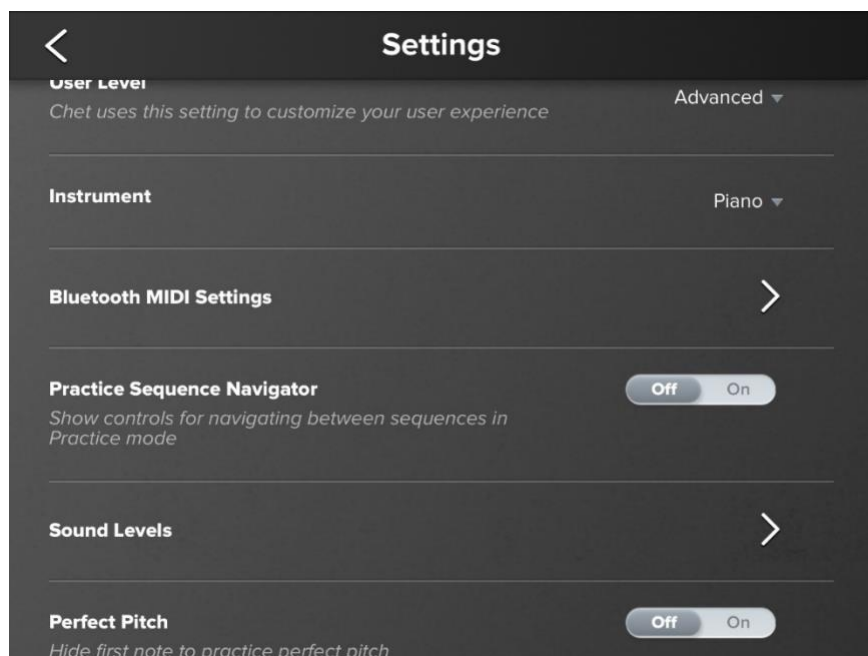 Settings
User Level
Advanced
Chet uses this setting to customize your user experience
Instrument
Piano
Bluetooth MIDI Settings
Practice Sequence Navigator
Off On
Show controls for navigating between sequences in
Practice mode
Sound Levels
Perfect Pitch
Off On
Hide first note to practice perfect pitch